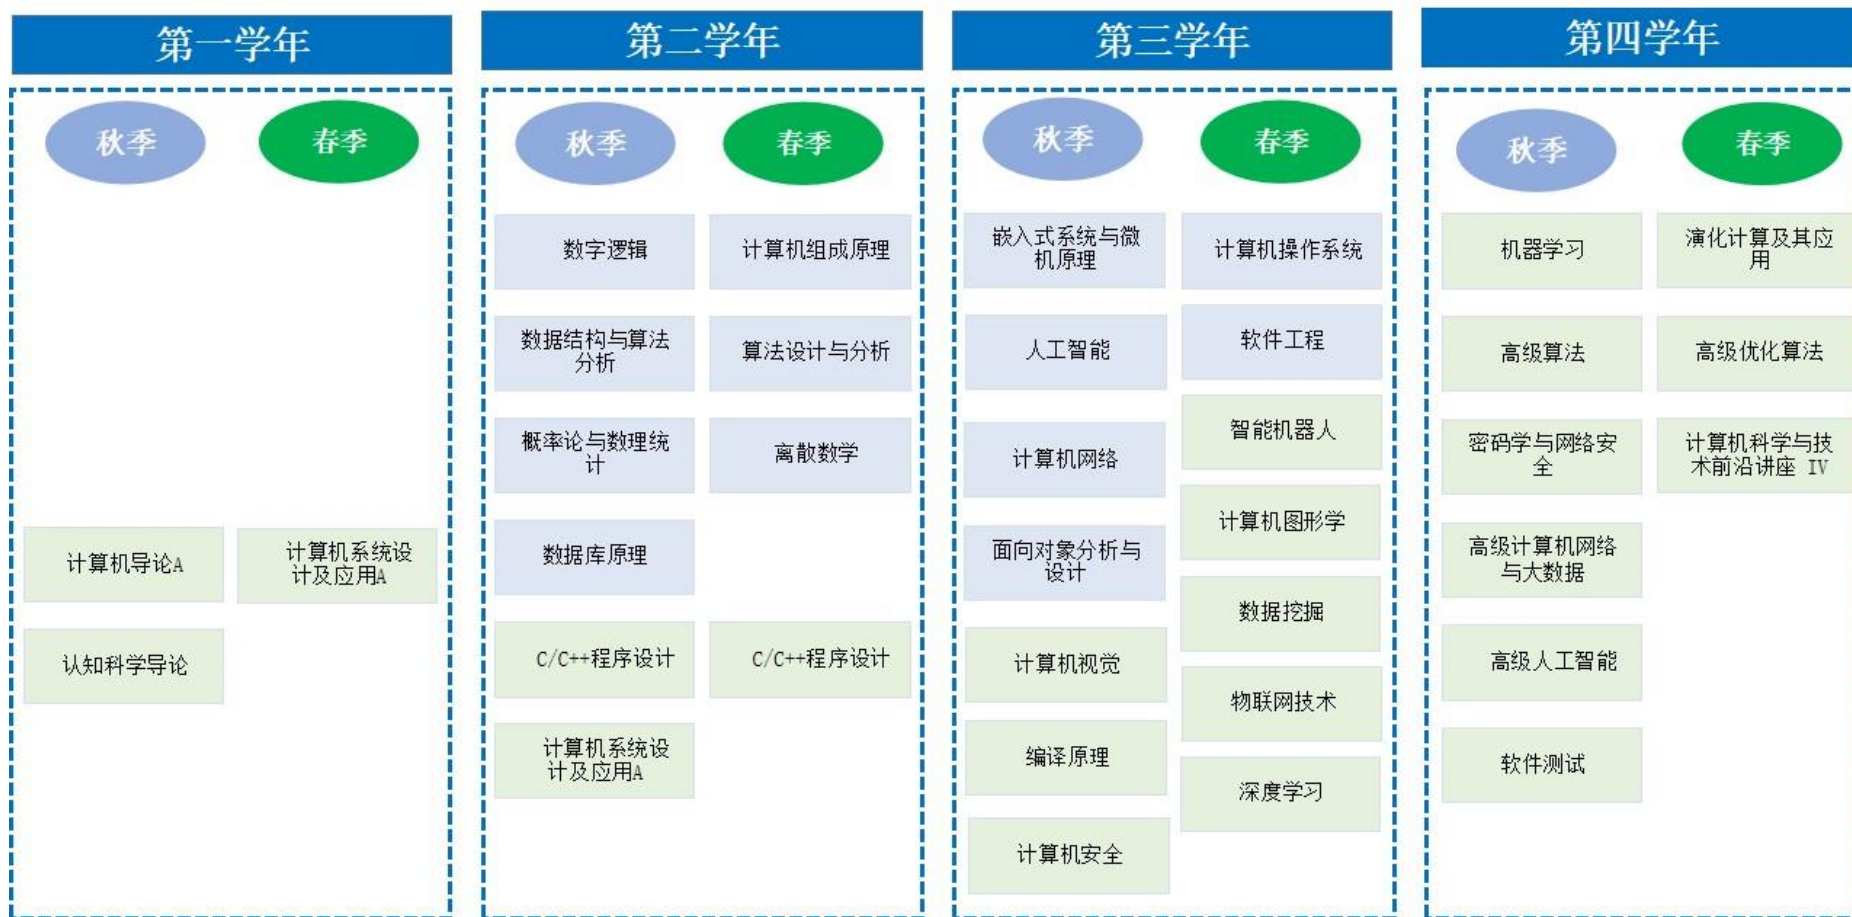 第一学年
秋季
春季
计算机导论A
计算机系统设
计及应用A
认知科学导论
第二学年
秋季
春季
数字逻辑
计算机组成原理
数据结构与算法
分析
算法设计与分析
概率论与数理统
计
离散数学
数据库原理
C/C++程序设计
C/C++程序设计
计算机系统设
计及应用A
第三学年
秋季
春季
嵌入式系统与微
机原理
人工智能
计算机网络
面向对象分析与
设计
计算机视觉
编译原理
计算机安全
计算机操作系统
软件工程
智能机器人
计算机图形学
数据挖掘
物联网技术
深度学习
第四学年
秋季
春季
机器学习
演化计算及其应
用
高级算法
高级优化算法
密码学与网络安
全
计算机科学与技
术前沿讲座 IV
高级计算机网络
与大数据
高级人工智能
软件测试